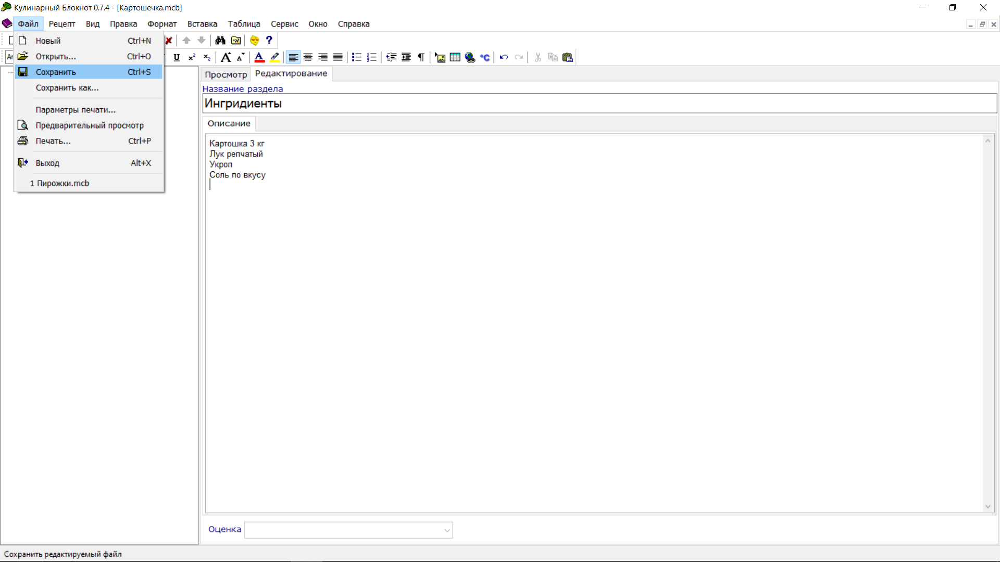 Кулинарный Блокнот 0.7.4 - [Картошечка.mcb]
Файл Рецепт Вид Правка Формат Вставка Таблица Сервис Окно Справка
Новый Ctrl+N
Открыть... Ctrl+O
Сохранить Ctrl+S
Сохранить как...
Параметры печати...
Предварительный просмотр
Печать... Ctrl+P
Выход Alt+X
1 Пирожки.mcb
Просмотр Редактирование
Название раздела
Ингридиенты
Описание
Картошка 3 кг
Лук репчатый
Укроп
Соль по вкусу
Оценка
Сохранить редактируемый файл